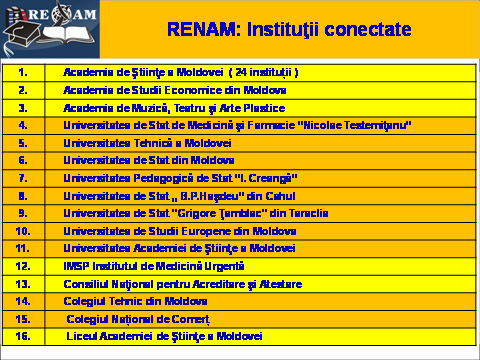 RENAM
RENAM: Instituţii conectate
1. Academia de Ştiinţe a Moldovei ( 24 instituții )
2. Academia de Studii Economice din Moldova
3. Academia de Muzică, Teatru şi Arte Plastice
4. Universitatea de Stat de Medicină şi Farmacie "Nicolae Testemiţanu"
5. Universitatea Tehnică a Moldovei
6. Universitatea de Stat din Moldova
7. Universitatea Pedagogică de Stat "I. Creangă"
8. Universitatea de Stat „ B.P.Haşdeu" din Cahul
9. Universitatea de Stat "Grigore Ţamblac" din Taraclia
10. Universitatea de Studii Europene din Moldova
11. Universitatea Academiei de Ştiinţe a Moldovei
12. IMSP Institutul de Medicină Urgentă
13. Consiliul Naţional pentru Acreditare şi Atestare
14. Colegiul Tehnic din Moldova
15. Colegiul Național de Comerț
16. Liceul Academiei de Ştiinţe a Moldovei